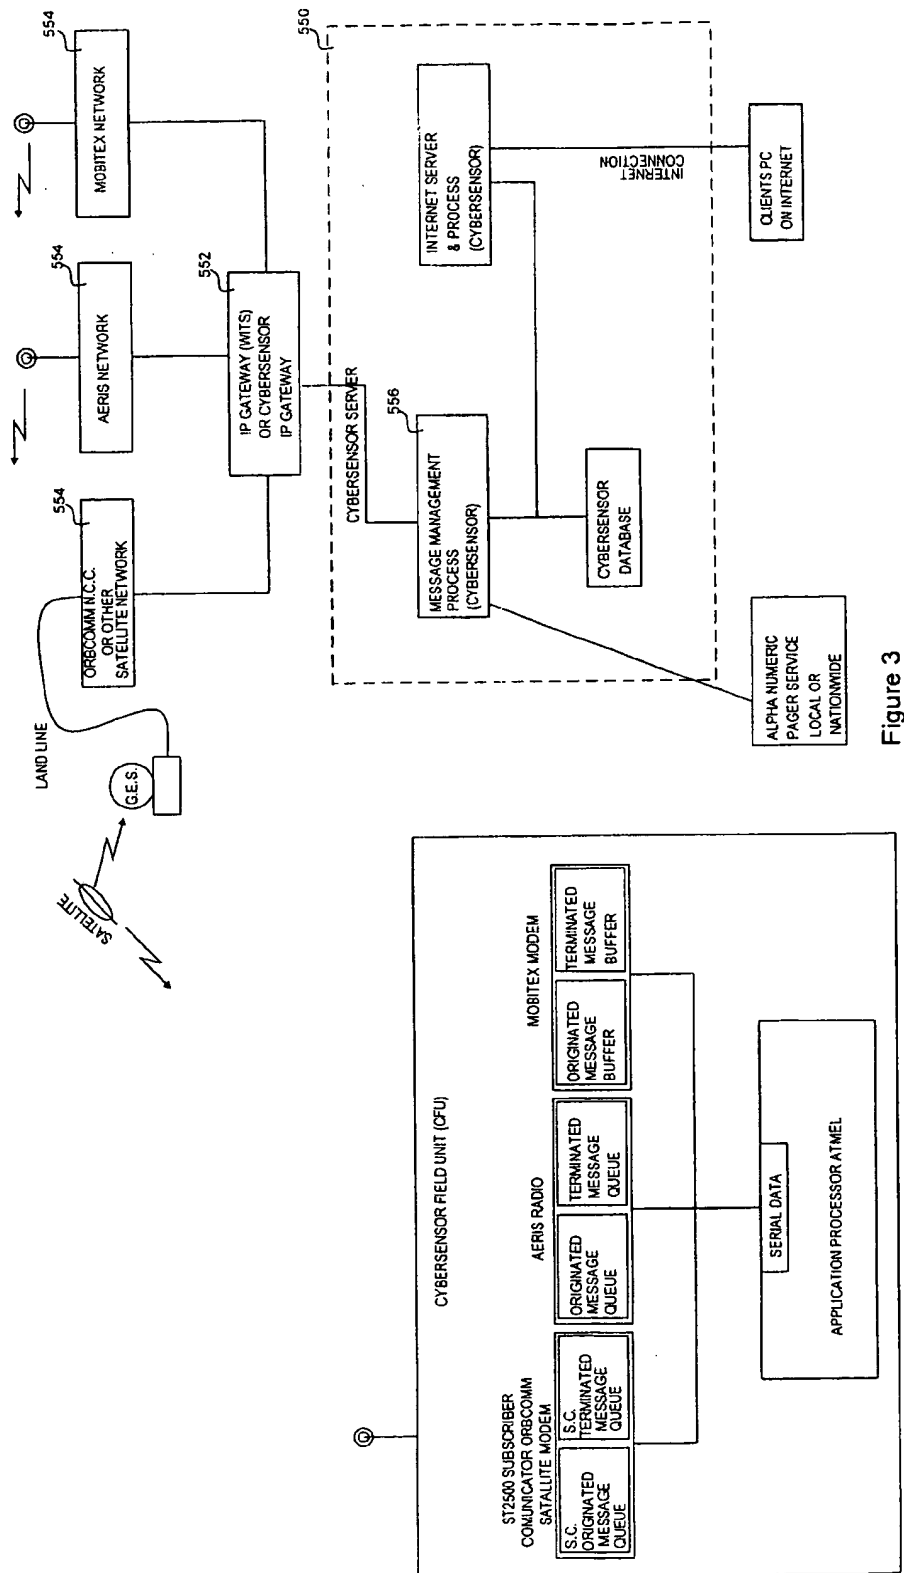 SATELLITE
G.E.S.
LAND LINE
ORBCOMM N.C.C.
OR OTHER
SATELLITE NETWORK
554
AERIS NETWORK
554
MOBITEX NETWORK
554
IP GATEWAY (WITS)
OR CYBERSENSOR
IP GATEWAY
552
CYBERSENSOR SERVER
550
MESSAGE MANAGEMENT
PROCESS
(CYBERSENSOR)
556
INTERNET SERVER
& PROCESS
(CYBERSENSOR)
CYBERSENSOR
DATABASE
INTERNET
CONNECTION
ALPHA NUMERIC
PAGER SERVICE
LOCAL OR
NATIONWIDE
CLIENTS PC
ON INTERNET
CYBERSENSOR FIELD UNIT (CFU)
ST2500 SUBSCRIBER
COMUNICATOR ORBCOMM
SATALLITE MODEM
S.C.
ORIGINATED
MESSAGE
QUEUE
S.C.
TERMINATED
MESSAGE
QUEUE
AERIS RADIO
ORIGINATED
MESSAGE
QUEUE
TERMINATED
MESSAGE
QUEUE
MOBITEX MODEM
ORIGINATED
MESSAGE
BUFFER
TERMINATED
MESSAGE
BUFFER
SERIAL DATA
APPLICATION PROCESSOR ATMEL
Figure 3